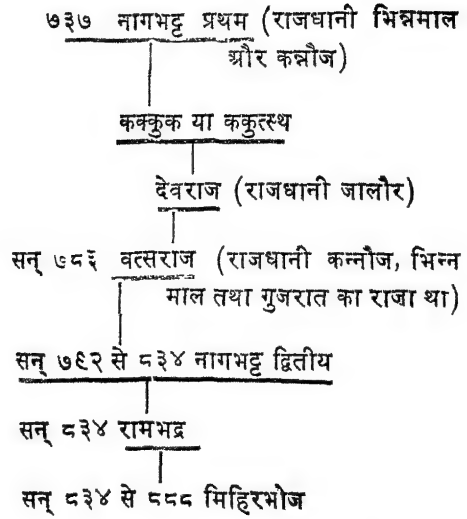 ७३७ नागभट्ट प्रथम (राजधानी भिन्नमाल
और कन्नौज)
कक्कुक या ककुत्स्थ
देवराज (राजधानी जालौर)
सन् ७८३ वत्सराज (राजधानी कन्नोज, भिन्न
माल तथा गुजरात का राजा था)
सन् ७९२ से ८३४ नागभट्ट द्वितीय
सन् ८३४ रामभद्र
सन् ८३४ से ८८८ मिहिरभोज